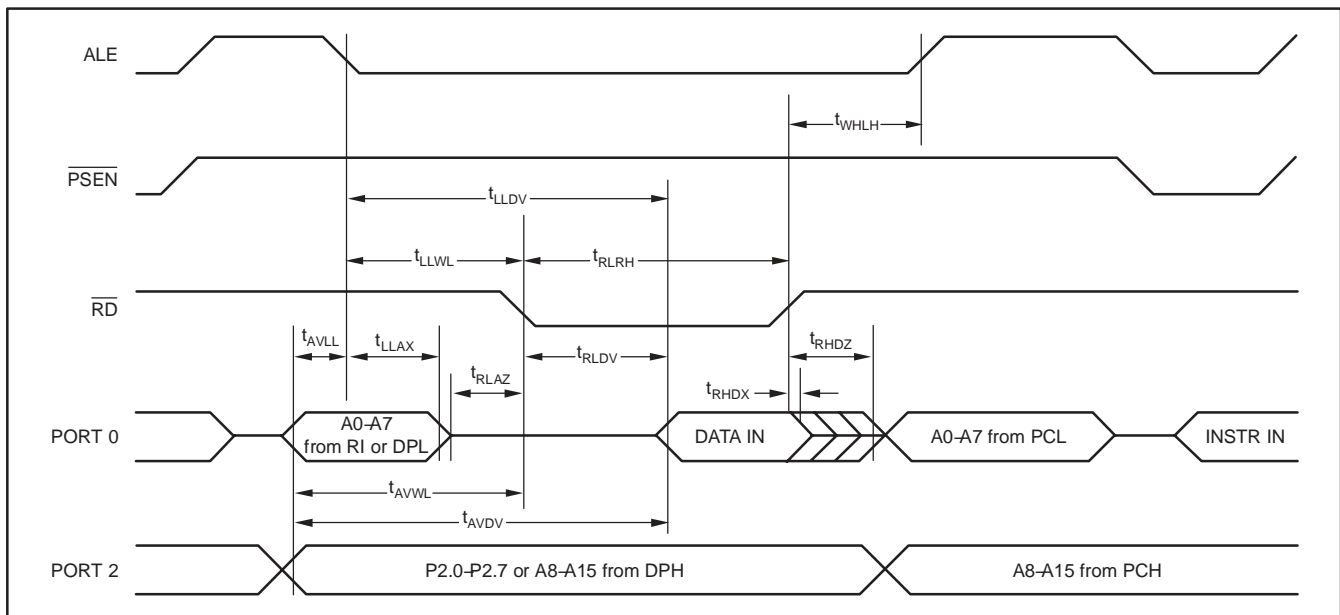 ALE
tWHLH
PSEN
tLLDV
tLLWL
tRLRH
RD
tAVLL
tLLAX
tRLAZ
tRLDV
tRHDZ
tRHDX
PORT 0
A0-A7
from RI or DPL
DATA IN
A0-A7 from PCL
INSTR IN
tAVWL
tAVDV
PORT 2
P2.0-P2.7 or A8-A15 from DPH
A8-A15 from PCH